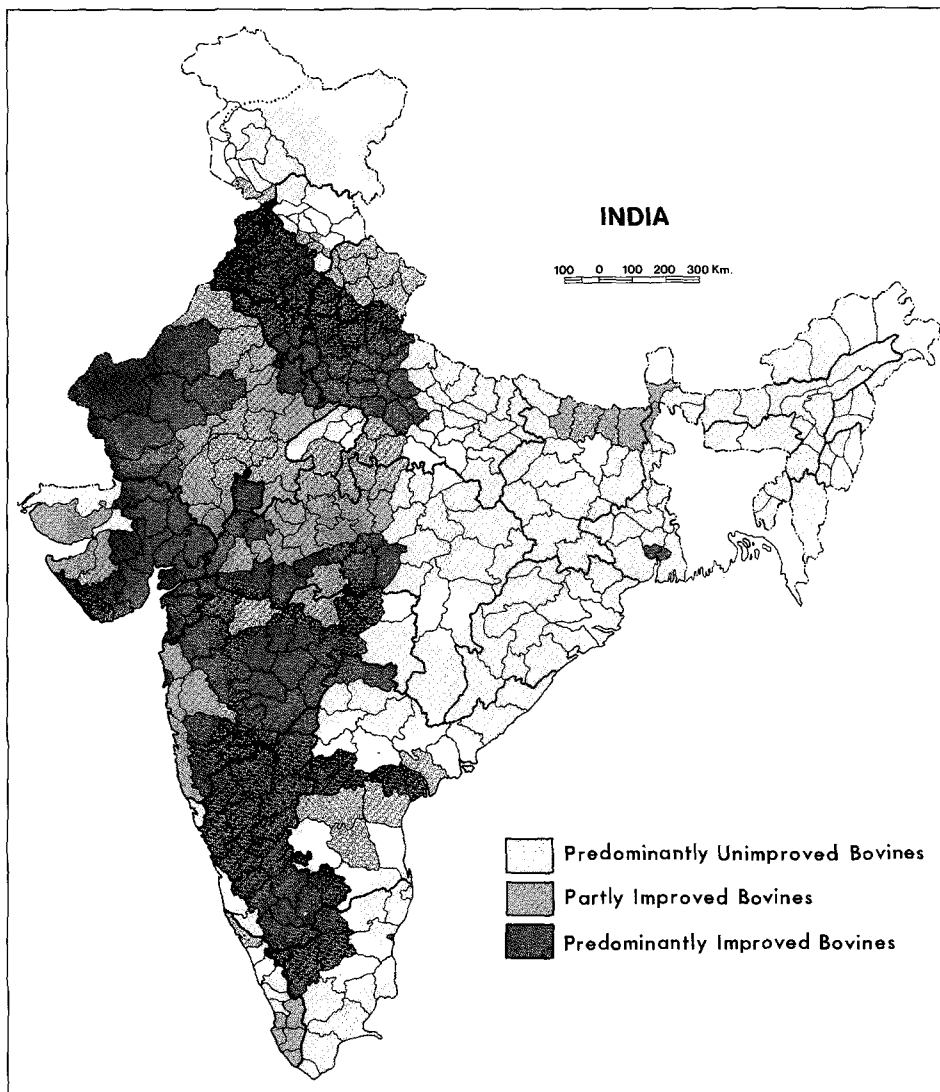 INDIA
100 0 100 200 300 Km.
Predominantly Unimproved Bovines
Partly Improved Bovines
Predominantly Improved Bovines